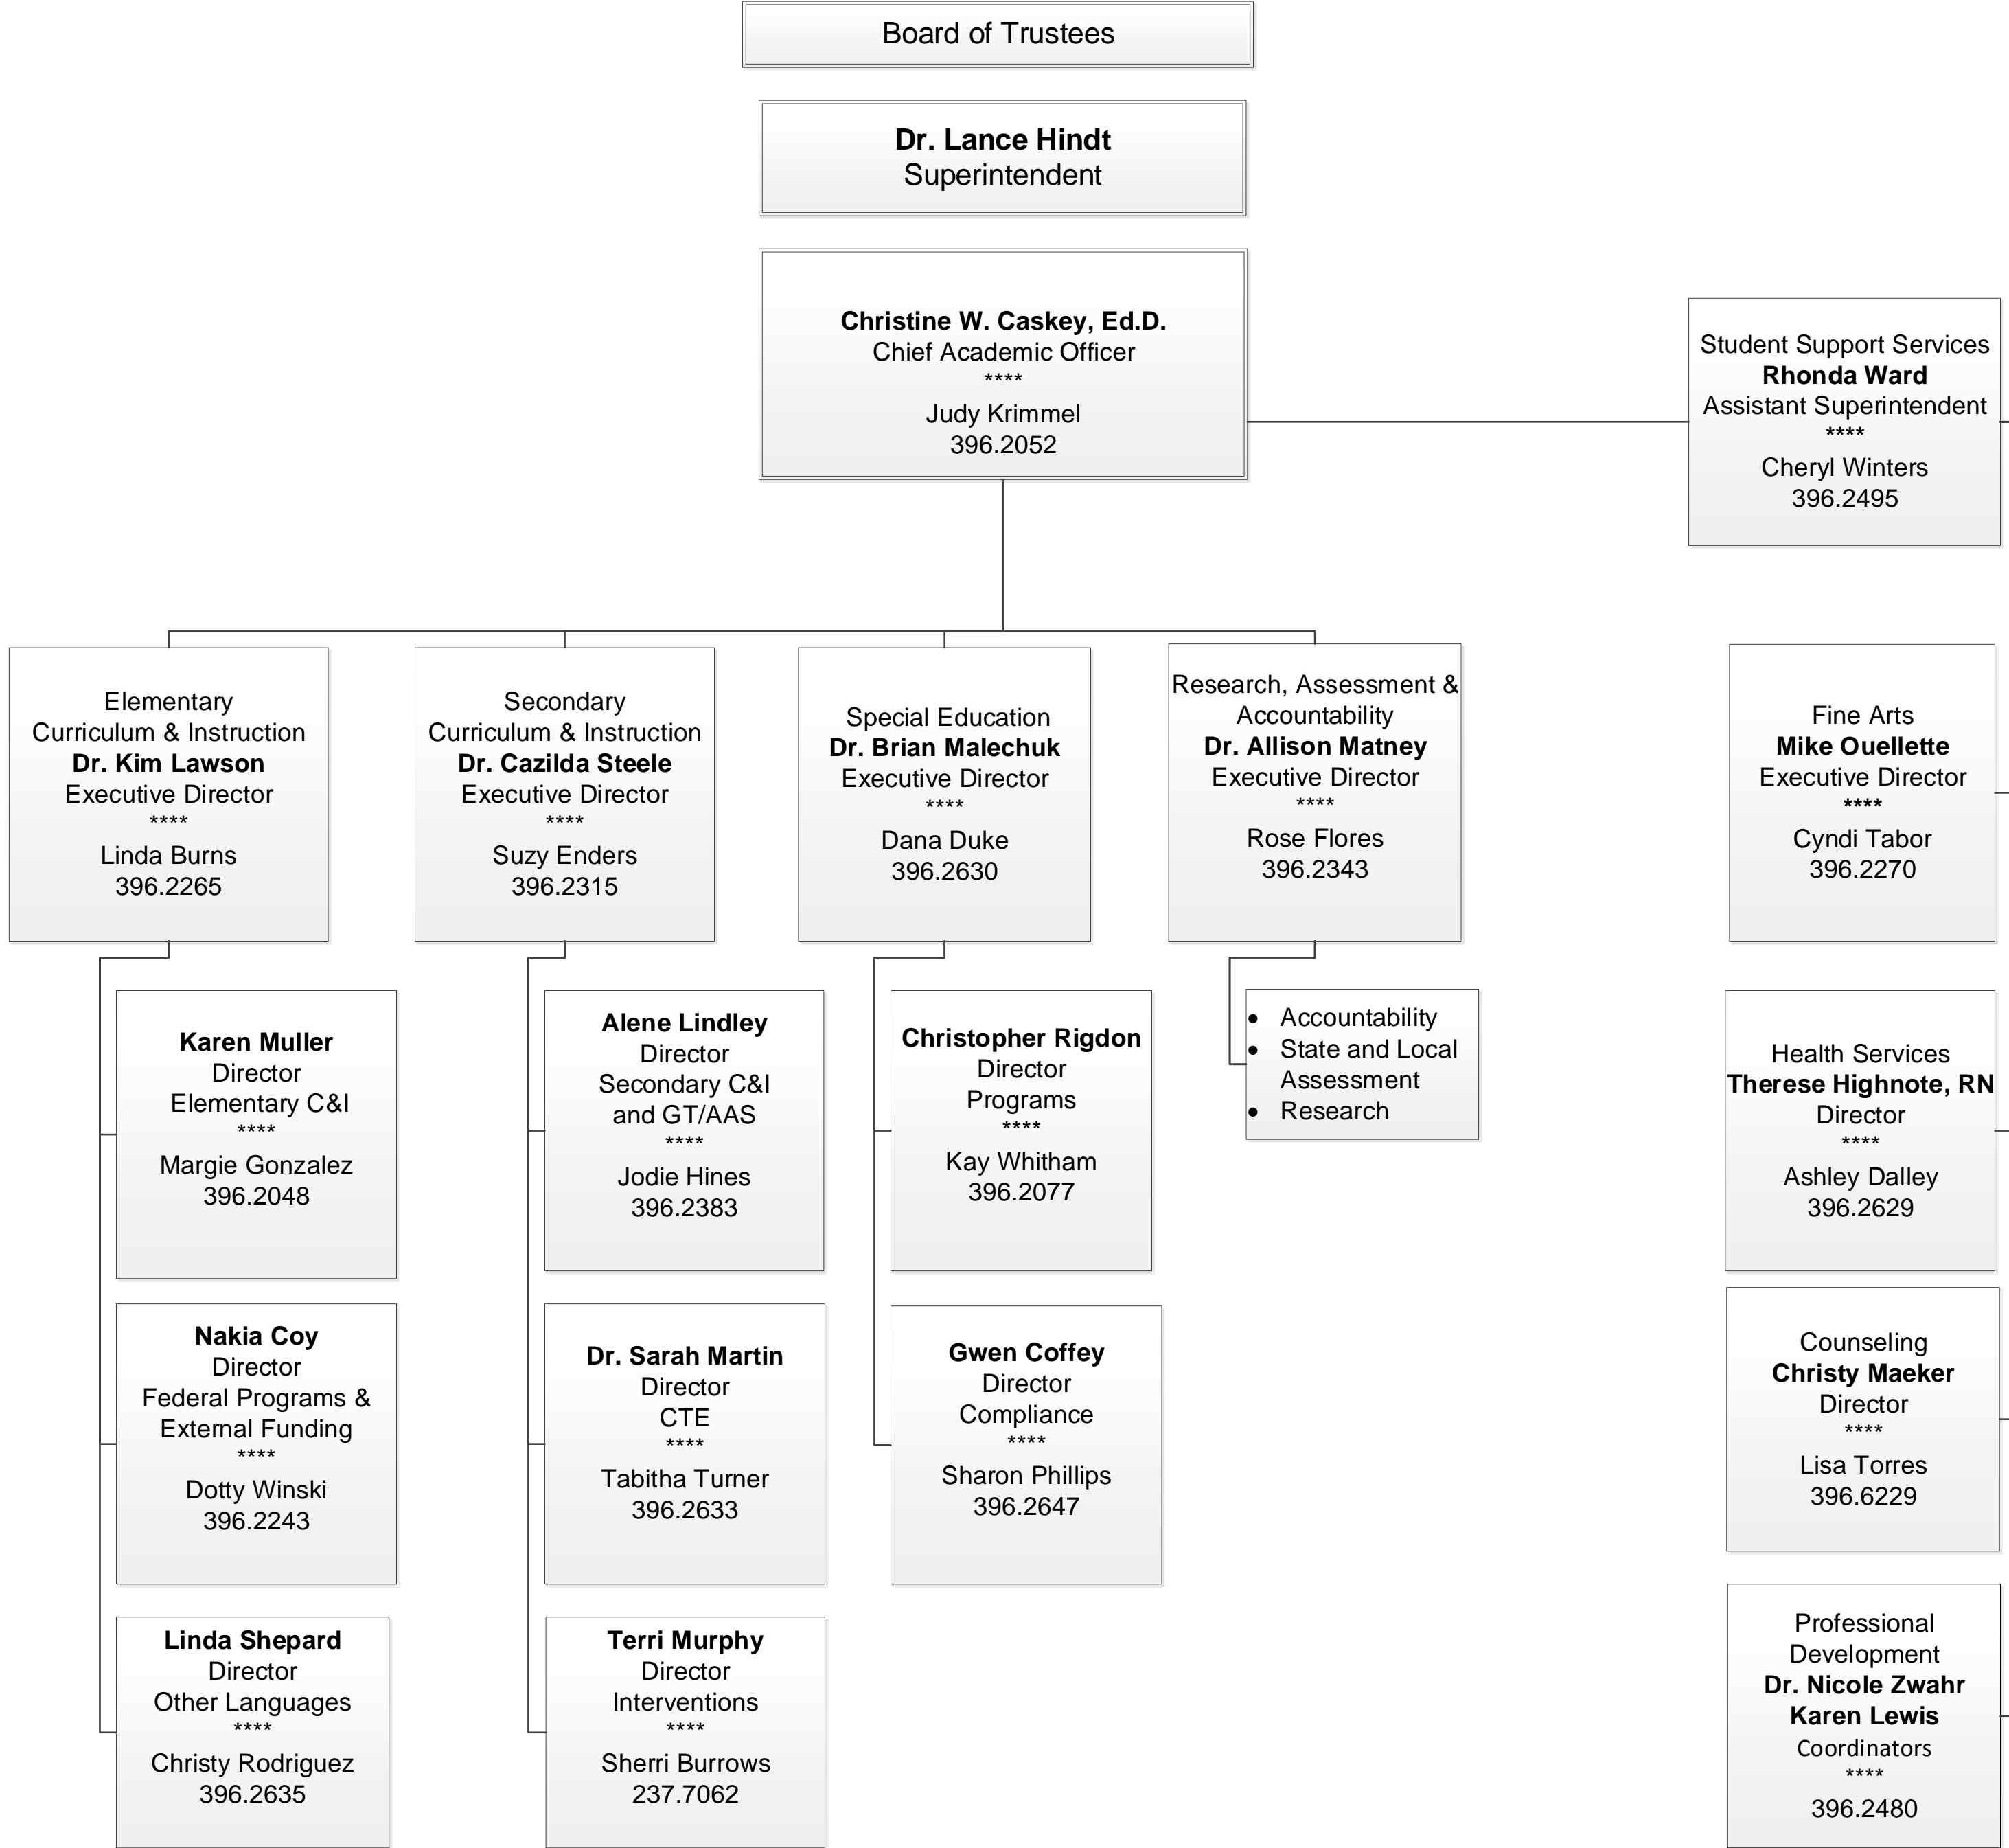 Board of Trustees
Dr. Lance Hindt
Superintendent
Christine W. Caskey, Ed.D.
Chief Academic Officer
****
Judy Krimmel
396.2052
Student Support Services
Rhonda Ward
Assistant Superintendent
****
Cheryl Winters
396.2495
Elementary
Curriculum & Instruction
Dr. Kim Lawson
Executive Director
****
Linda Burns
396.2265
Secondary
Curriculum & Instruction
Dr. Cazilda Steele
Executive Director
****
Suzy Enders
396.2315
Special Education
Dr. Brian Malechuk
Executive Director
****
Dana Duke
396.2630
Research, Assessment &
Accountability
Dr. Allison Matney
Executive Director
****
Rose Flores
396.2343
Fine Arts
Mike Ouellette
Executive Director
****
Cyndi Tabor
396.2270
Karen Muller
Director
Elementary C&I
****
Margie Gonzalez
396.2048
Alene Lindley
Director
Secondary C&I
and GT/AAS
****
Jodie Hines
396.2383
Christopher Rigdon
Director
Programs
****
Kay Whitham
396.2077
• Accountability
• State and Local
Assessment
• Research
Health Services
Therese Highnote, RN
Director
****
Ashley Dalley
396.2629
Nakia Coy
Director
Federal Programs &
External Funding
****
Dotty Winski
396.2243
Dr. Sarah Martin
Director
CTE
****
Tabitha Turner
396.2633
Gwen Coffey
Director
Compliance
****
Sharon Phillips
396.2647
Counseling
Christy Maeker
Director
****
Lisa Torres
396.6229
Linda Shepard
Director
Other Languages
****
Christy Rodriguez
396.2635
Terri Murphy
Director
Interventions
****
Sherri Burrows
237.7062
Professional
Development
Dr. Nicole Zwahr
Karen Lewis
Coordinators
****
396.2480